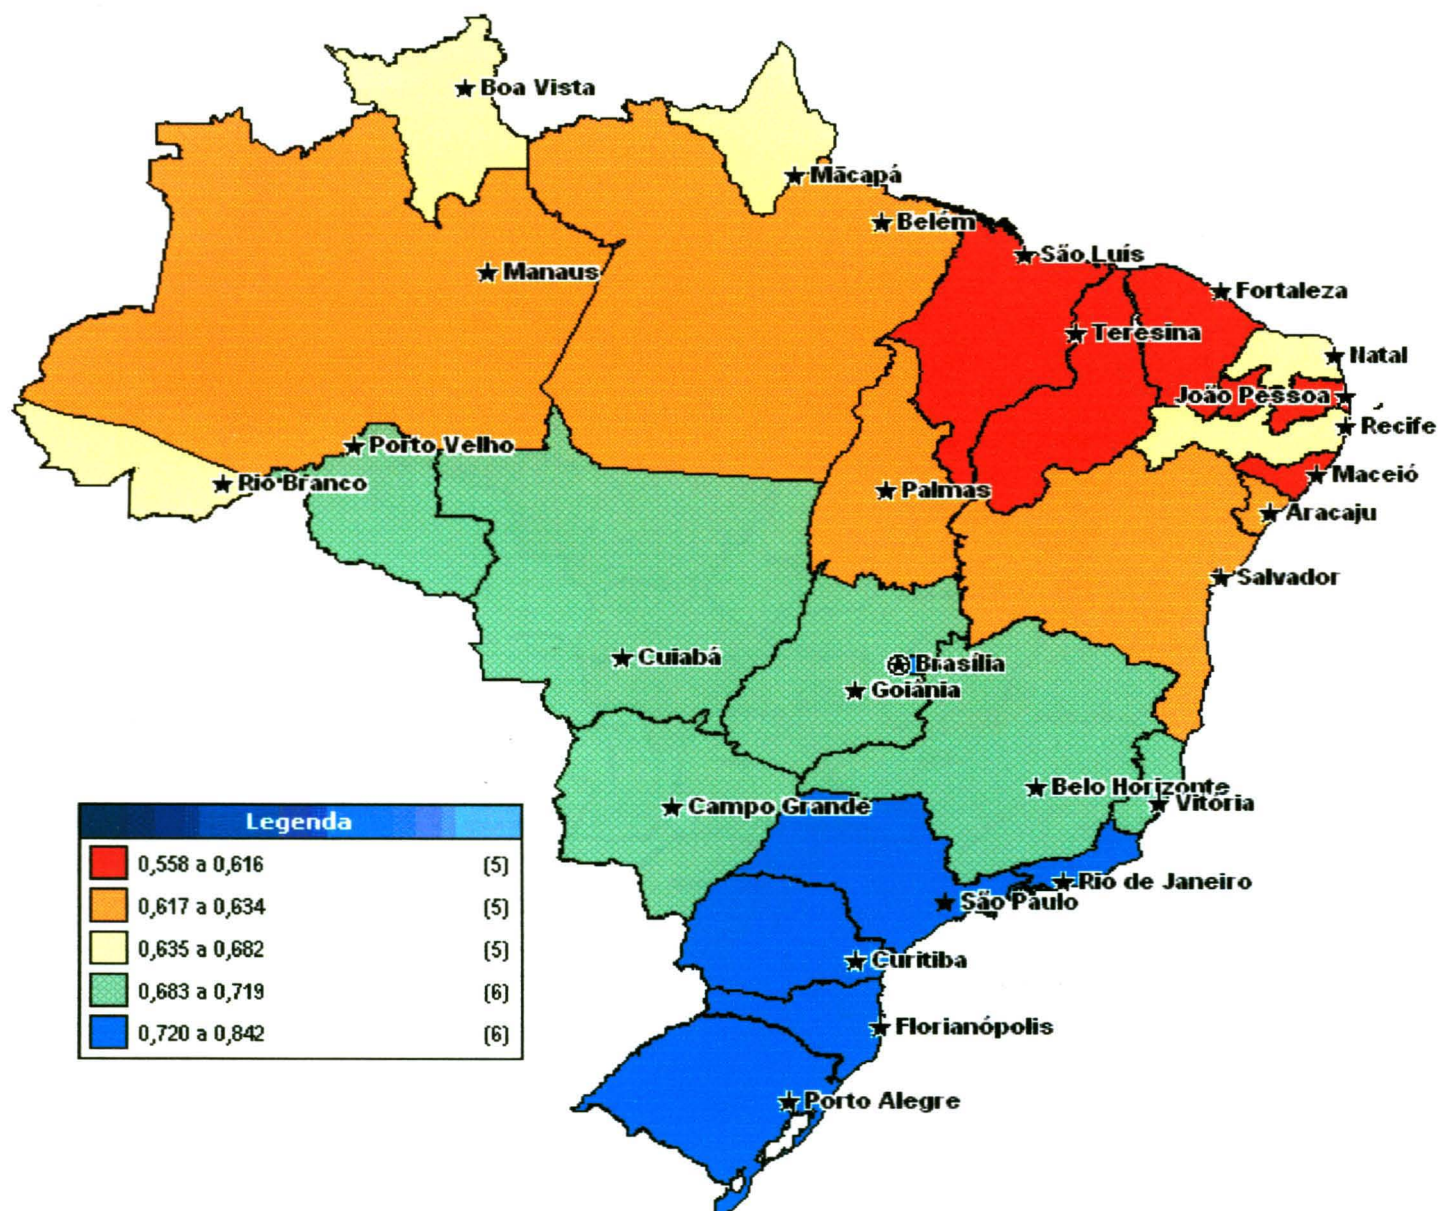 Boa Vista
Macapá
Belém
São Luís
Manaus
Fortaleza
Teresina
Natal
João Pessoa
Recife
Porto Velho
Maceió
Rio Branco
Palmas
Aracaju
Salvador
Cuiabá
Brasília
Goiânia
Belo Horizonte
Vitória
Campo Grande
Legenda
0,558 a 0,616 (5)
0,617 a 0,634 (5)
0,635 a 0,682 (5)
0,683 a 0,719 (6)
0,720 a 0,842 (6)
Rio de Janeiro
São Paulo
Curitiba
Florianópolis
Porto Alegre